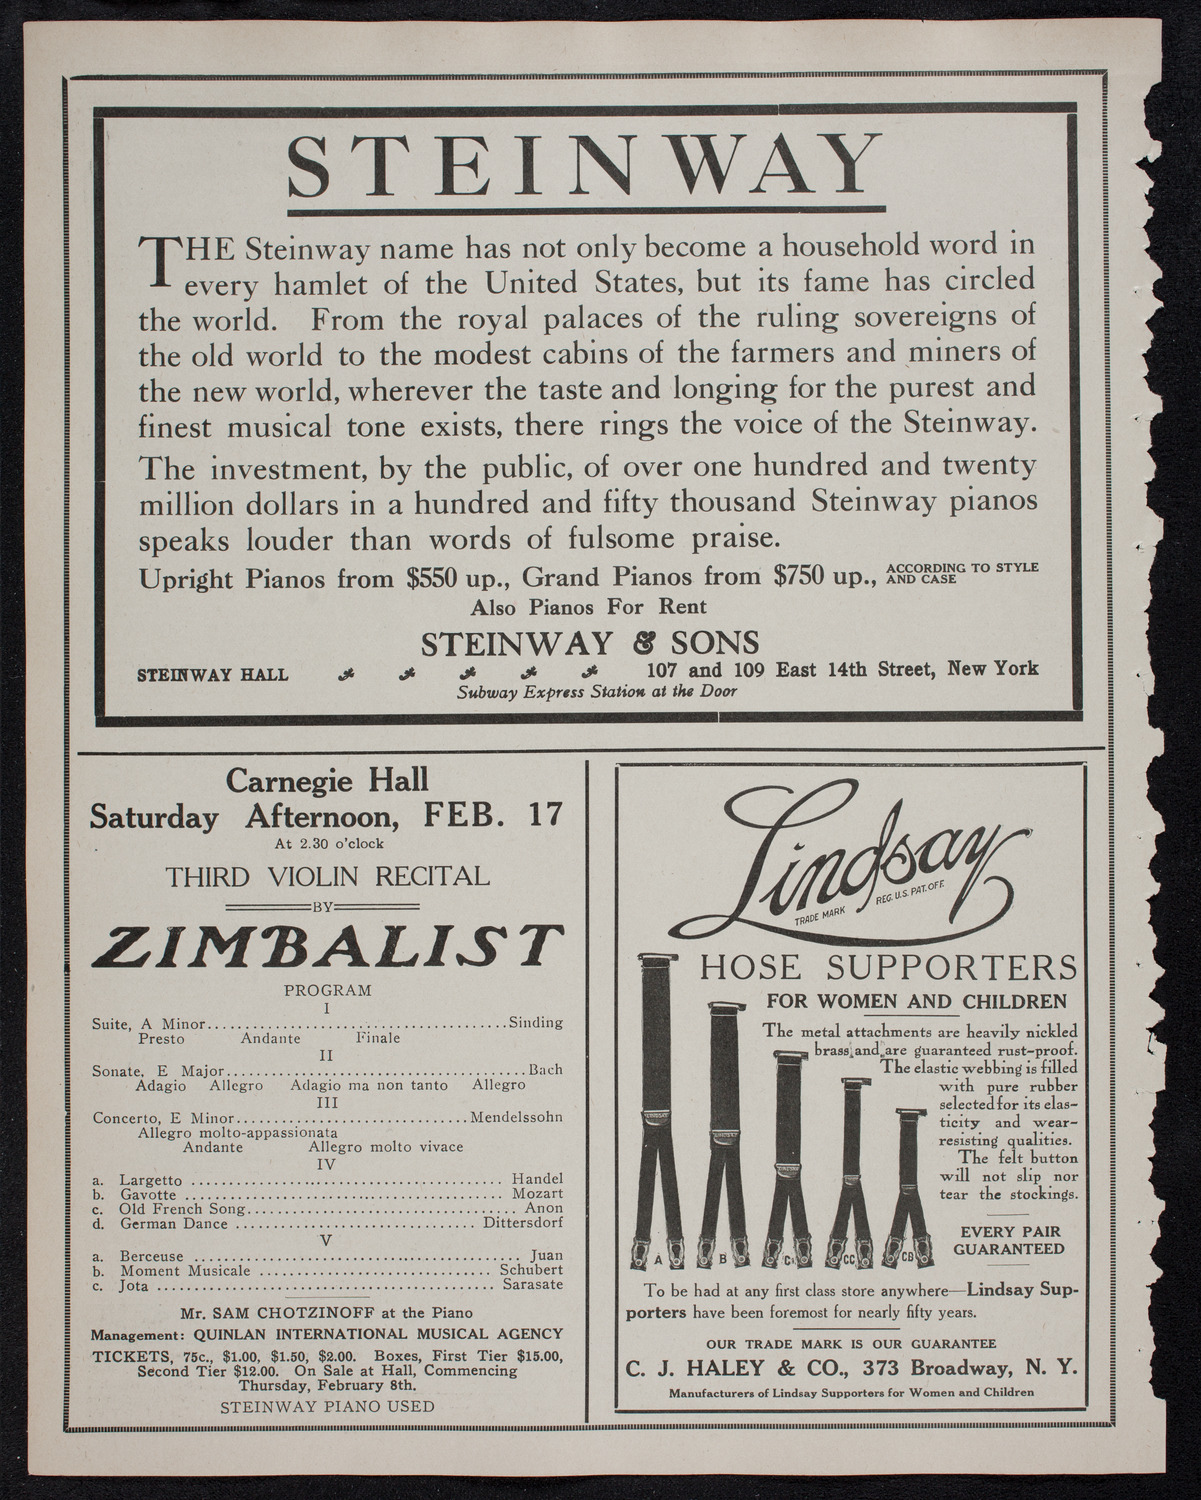 STEINWAY
THE Steinway name has not only become a household word in
every hamlet of the United States, but its fame has circled
the world. From the royal palaces of the ruling sovereigns of
the old world to the modest cabins of the farmers and miners of
the new world, wherever the taste and longing for the purest and
finest musical tone exists, there rings the voice of the Steinway.
The investment, by the public, of over one hundred and twenty
million dollars in a hundred and fifty thousand Steinway pianos
speaks louder than words of fulsome praise.
Upright Pianos from $550 up., Grand Pianos from $750 up., ACCORDING TO STYLE AND CASE
Also Pianos For Rent
STEINWAY & SONS
STEINWAY HALL 107 and 109 East 14th Street, New York
Subway Express Station at the Door
Carnegie Hall
Saturday Afternoon, FEB. 17
At 2.30 o'clock
THIRD VIOLIN RECITAL
BY
ZIMBALIST
PROGRAM
I
Suite, A Minor..........................................Sinding
Presto Andante Finale
II
Sonate, E Major..........................................Bach
Adagio Allegro Adagio ma non tanto Allegro
III
Concerto, E Minor................................Mendelssohn
Allegro molto-appassionata
Andante Allegro molto vivace
IV
a. Largetto .......................................... Handel
b. Gavotte .......................................... Mozart
c. Old French Song.................................... Anon
d. German Dance ................................ Dittersdorf
V
a. Berceuse .......................................... Juan
b. Moment Musicale ................................ Schubert
c. Jota .......................................... Sarasate
Mr. SAM CHOTZINOFF at the Piano
Management: QUINLAN INTERNATIONAL MUSICAL AGENCY
TICKETS, 75c., $1.00, $1.50, $2.00. Boxes, First Tier $15.00,
Second Tier $12.00. On Sale at Hall, Commencing
Thursday, February 8th.
STEINWAY PIANO USED
Lindsay
TRADE MARK REG. U.S. PAT. OFF.
HOSE SUPPORTERS
FOR WOMEN AND CHILDREN
The metal attachments are heavily nickled
brass and are guaranteed rust-proof.
The elastic webbing is filled
with pure rubber
selected for its elas-
ticity and wear-
resisting qualities.
The felt button
will not slip nor
tear the stockings.
EVERY PAIR
GUARANTEED
A B C CC CB
To be had at any first class store anywhere—Lindsay Sup-
porters have been foremost for nearly fifty years.
OUR TRADE MARK IS OUR GUARANTEE
C. J. HALEY & CO., 373 Broadway, N. Y.
Manufacturers of Lindsay Supporters for Women and Children